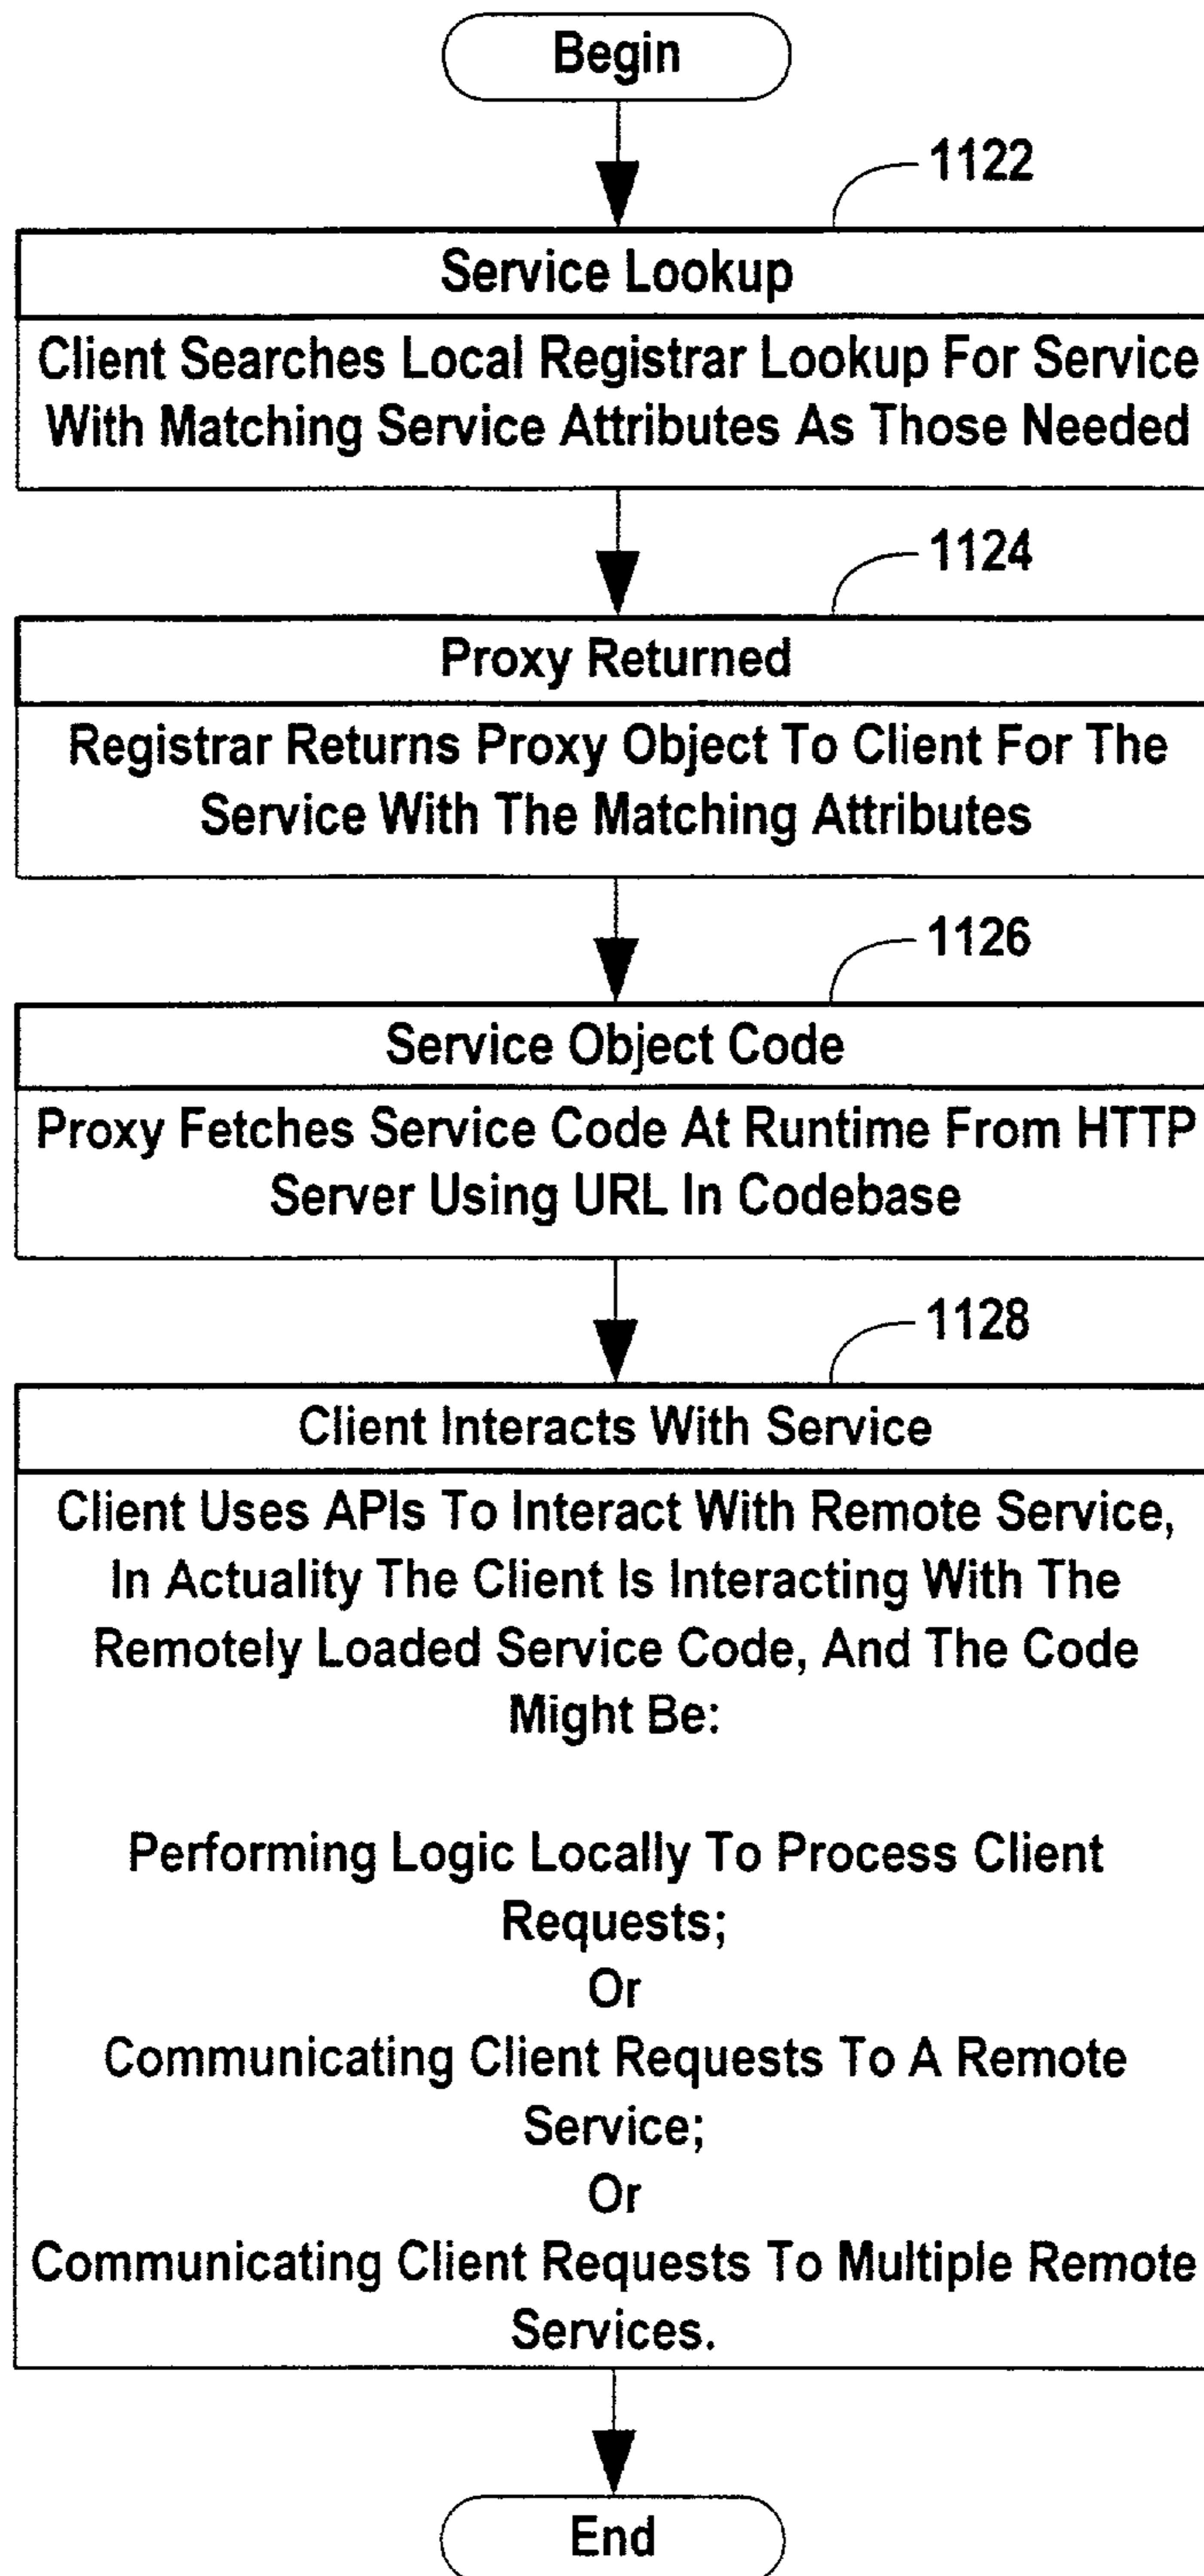 Begin
1122
Service Lookup
Client Searches Local Registrar Lookup For Service
With Matching Service Attributes As Those Needed
1124
Proxy Returned
Registrar Returns Proxy Object To Client For The
Service With The Matching Attributes
1126
Service Object Code
Proxy Fetches Service Code At Runtime From HTTP
Server Using URL In Codebase
1128
Client Interacts With Service
Client Uses APIs To Interact With Remote Service,
In Actuality The Client Is Interacting With The
Remotely Loaded Service Code, And The Code
Might Be:
Performing Logic Locally To Process Client
Requests;
Or
Communicating Client Requests To A Remote
Service;
Or
Communicating Client Requests To Multiple Remote
Services.
End